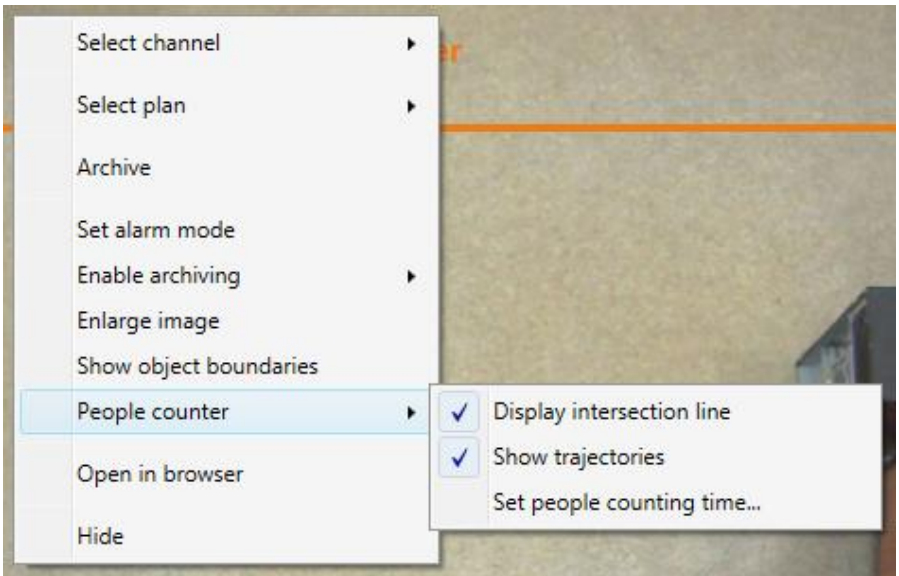 Select channel
er
Select plan
Archive
Set alarm mode
Enable archiving
Enlarge image
Show object boundaries
People counter
Display intersection line
Show trajectories
Set people counting time...
Open in browser
Hide